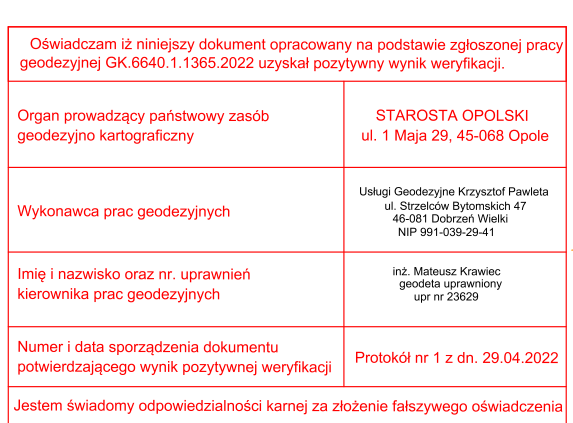 Oświadczam iż niniejszy dokument opracowany na podstawie zgłoszonej pracy
geodezyjnej GK.6640.1.1365.2022 uzyskał pozytywny wynik weryfikacji.
Organ prowadzący państwowy zasób
geodezyjno kartograficzny
STAROSTA OPOLSKI
ul. 1 Maja 29, 45-068 Opole
Wykonawca prac geodezyjnych
Usługi Geodezyjne Krzysztof Pawleta
ul. Strzelców Bytomskich 47
46-081 Dobrzeń Wielki
NIP 991-039-29-41
Imię i nazwisko oraz nr. uprawnień
kierownika prac geodezyjnych
inż. Mateusz Krawiec
geodeta uprawniony
upr nr 23629
Numer i data sporządzenia dokumentu
potwierdzającego wynik pozytywnej weryfikacji
Protokół nr 1 z dn. 29.04.2022
Jestem świadomy odpowiedzialności karnej za złożenie fałszywego oświadczenia